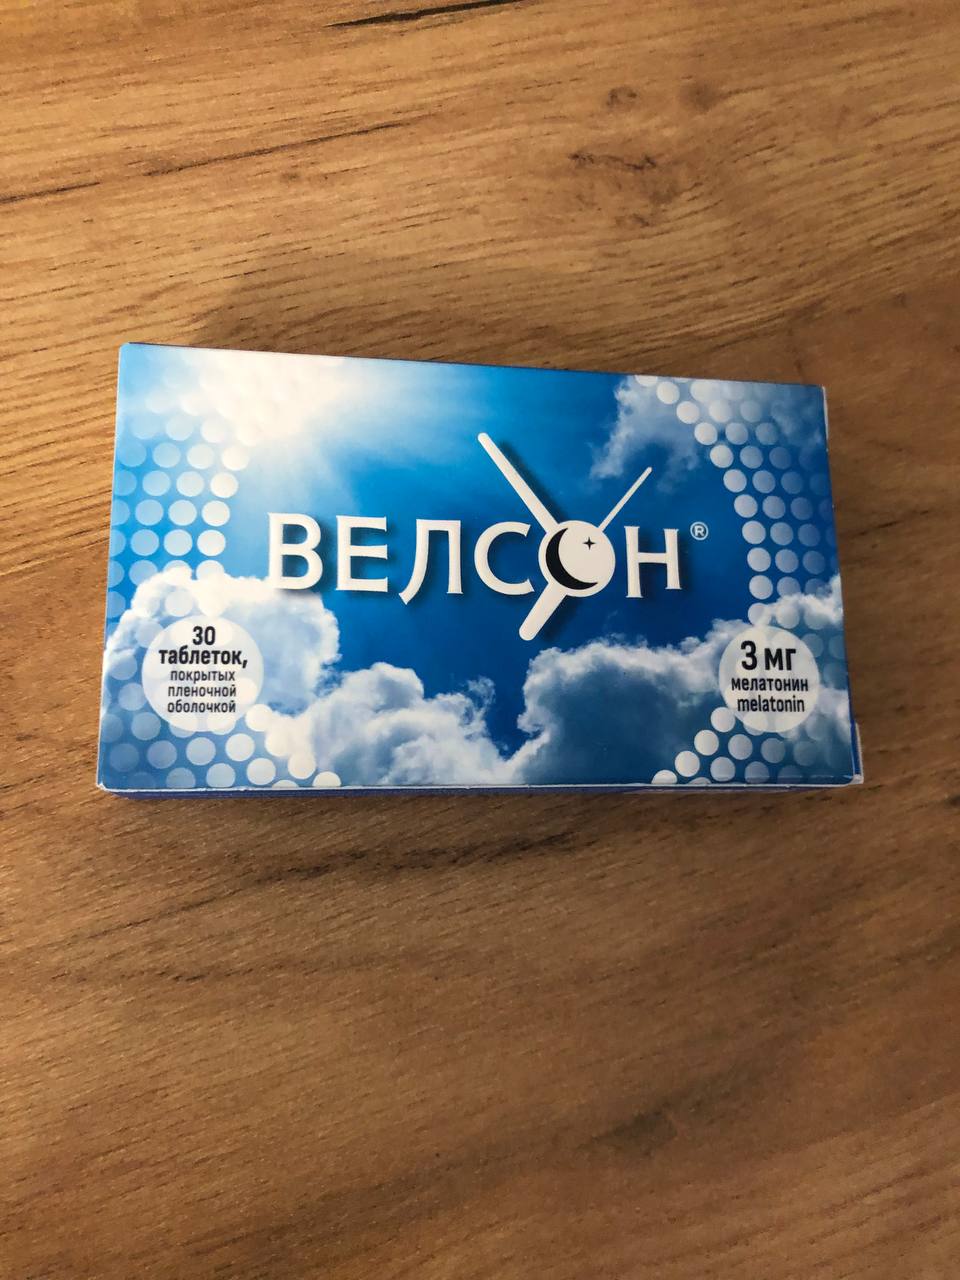 ВЕЛСОН®
30
таблеток,
покрытых
пленочной
оболочкой
3 мг
мелатонин
melatonin